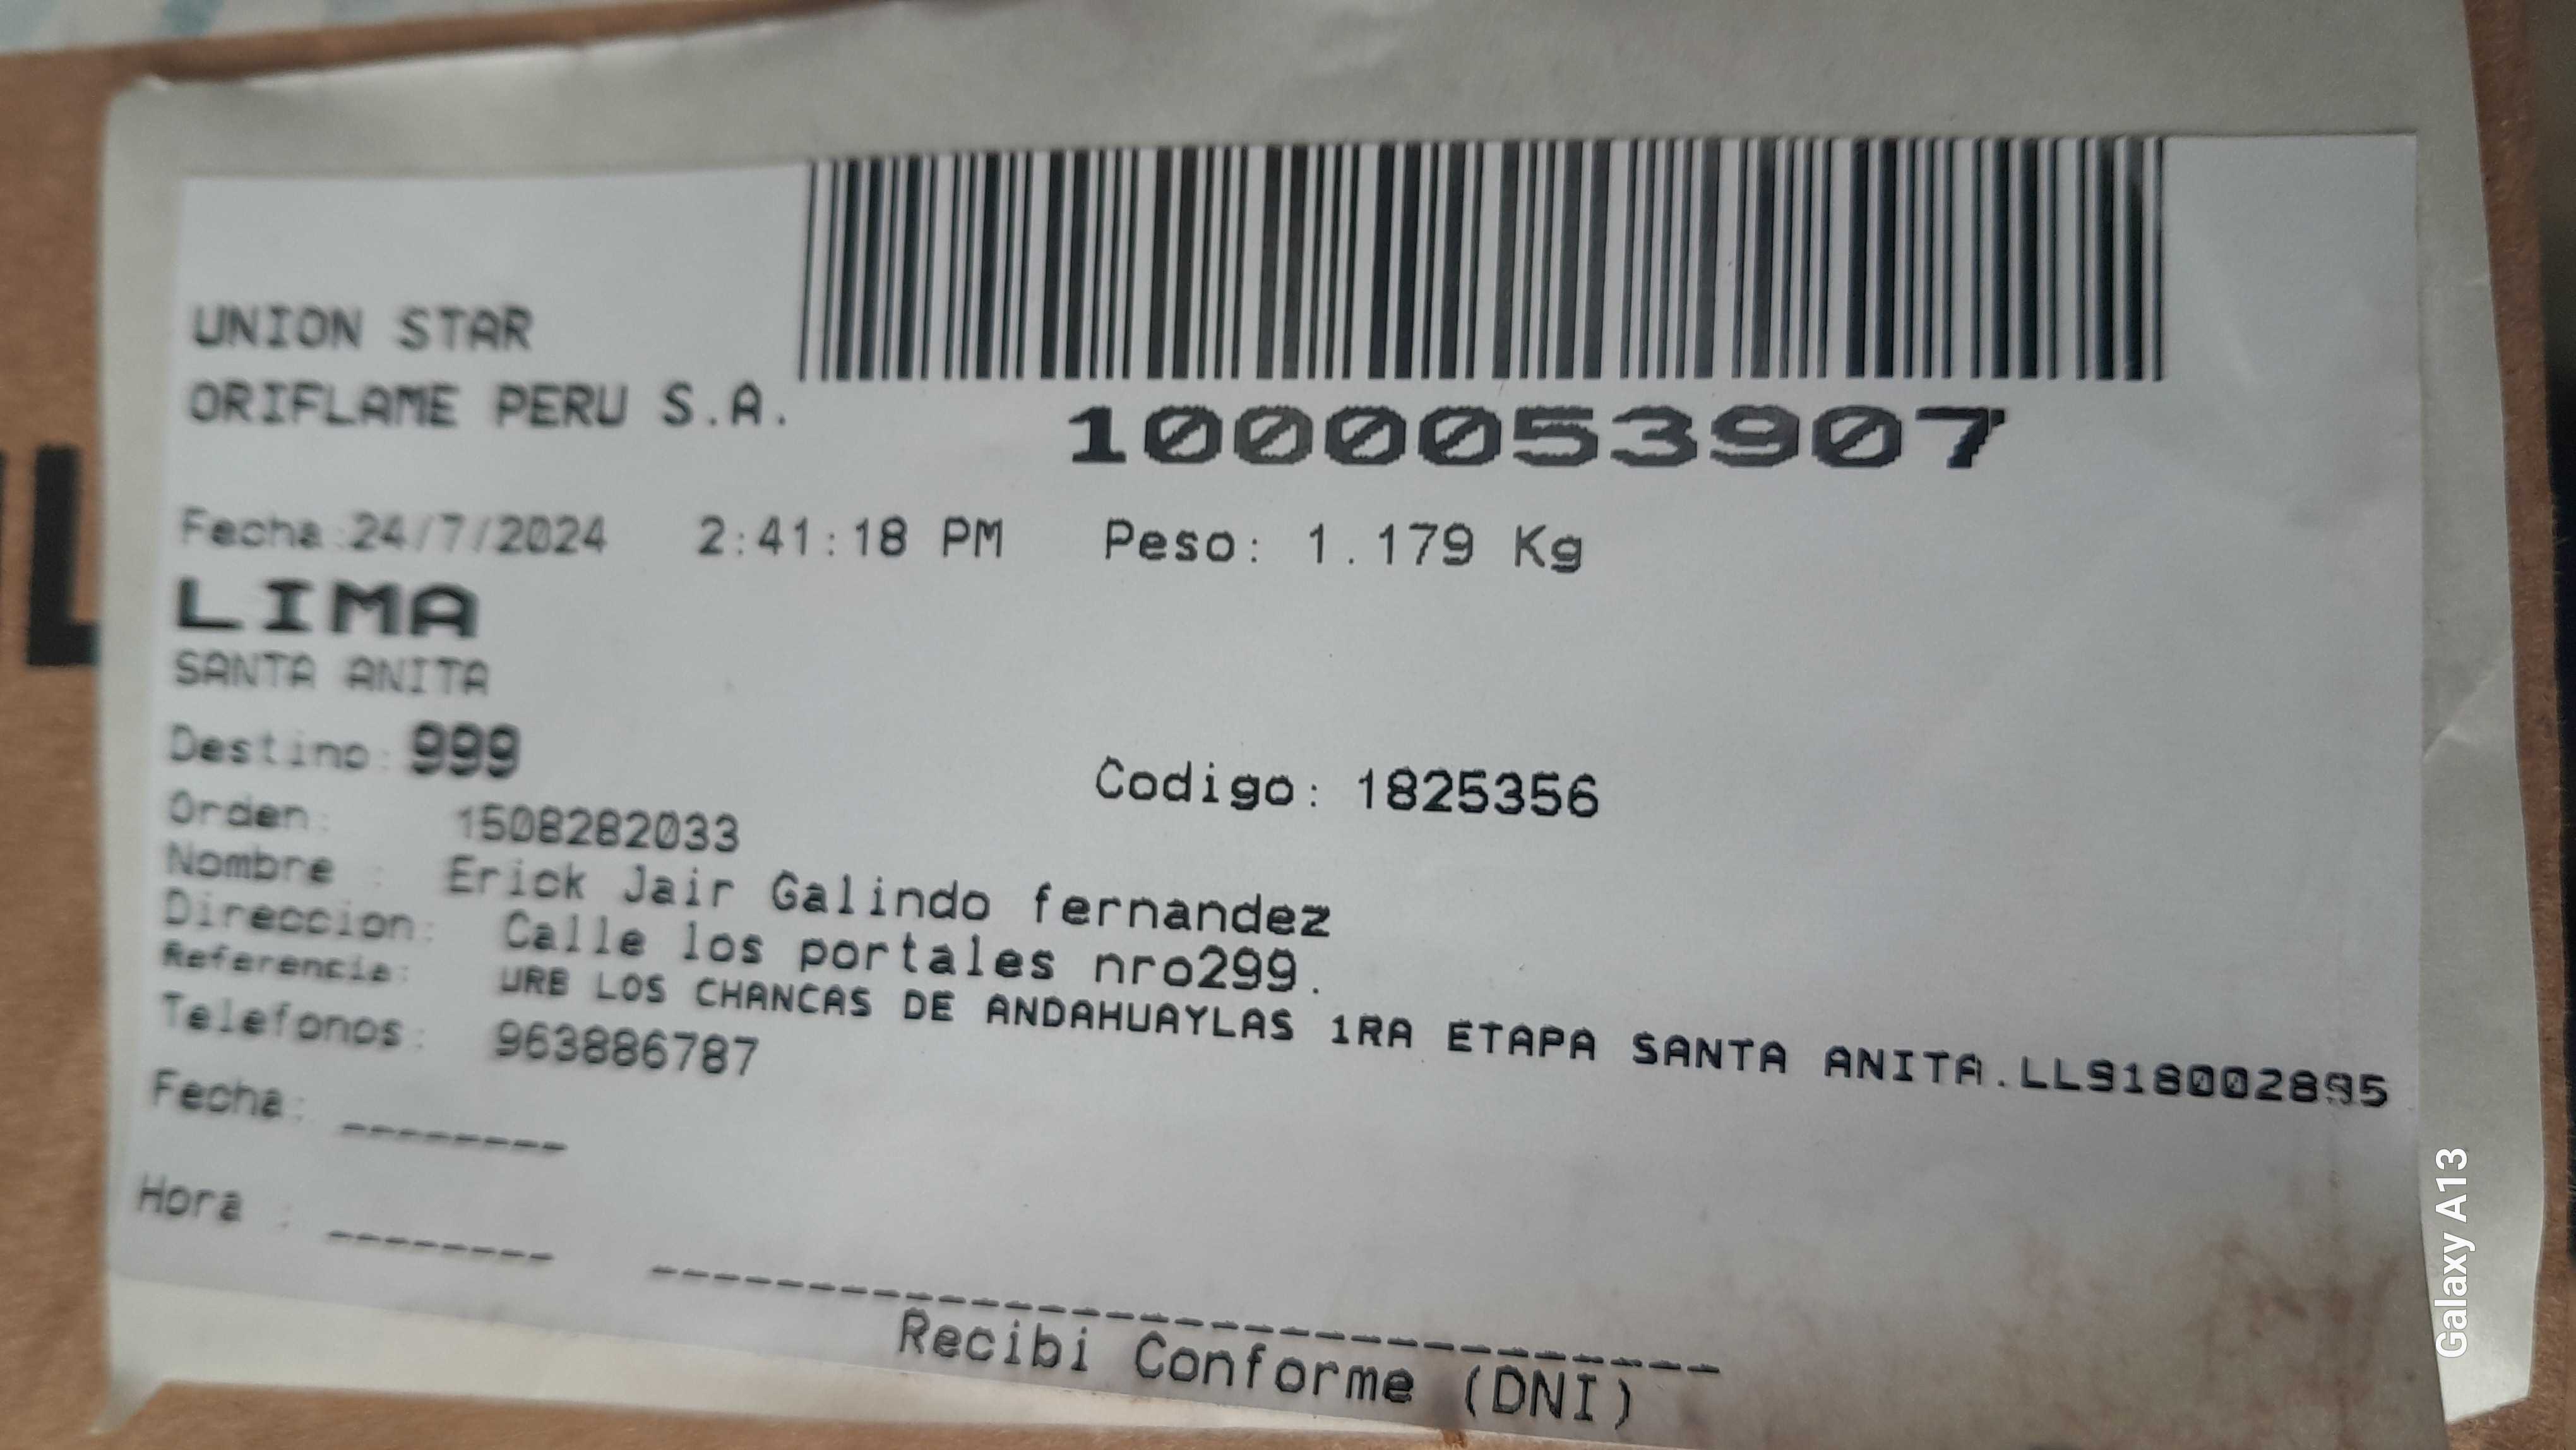 UNION STAR
ORIFLAME PERU S.A.
1000053907
Fecha:24/7/2024 2:41:18 PM Peso: 1.179 Kg
LIMA
SANTA ANITA
Destino: 999
Codigo: 1825356
Orden: 1508282033
Nombre : Erick Jair Galindo fernandez
Direccion: Calle los portales nro299.
Referencia: URB LOS CHANCAS DE ANDAHUAYLAS 1RA ETAPA SANTA ANITA.LL918002895
Telefonos: 963886787
Fecha: ________
Hora : ________
Recibi Conforme (DNI)
Galaxy A13